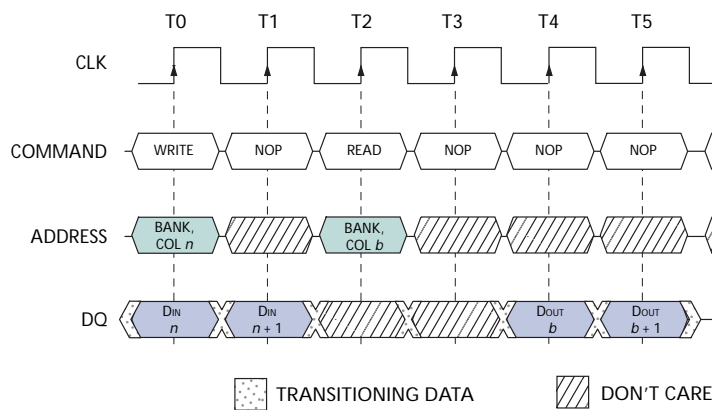 T0 T1 T2 T3 T4 T5
CLK
COMMAND WRITE NOP READ NOP NOP NOP
ADDRESS BANK, COL n BANK, COL b
DQ DIN n DIN n + 1 DOUT b DOUT b + 1
TRANSITIONING DATA DON'T CARE